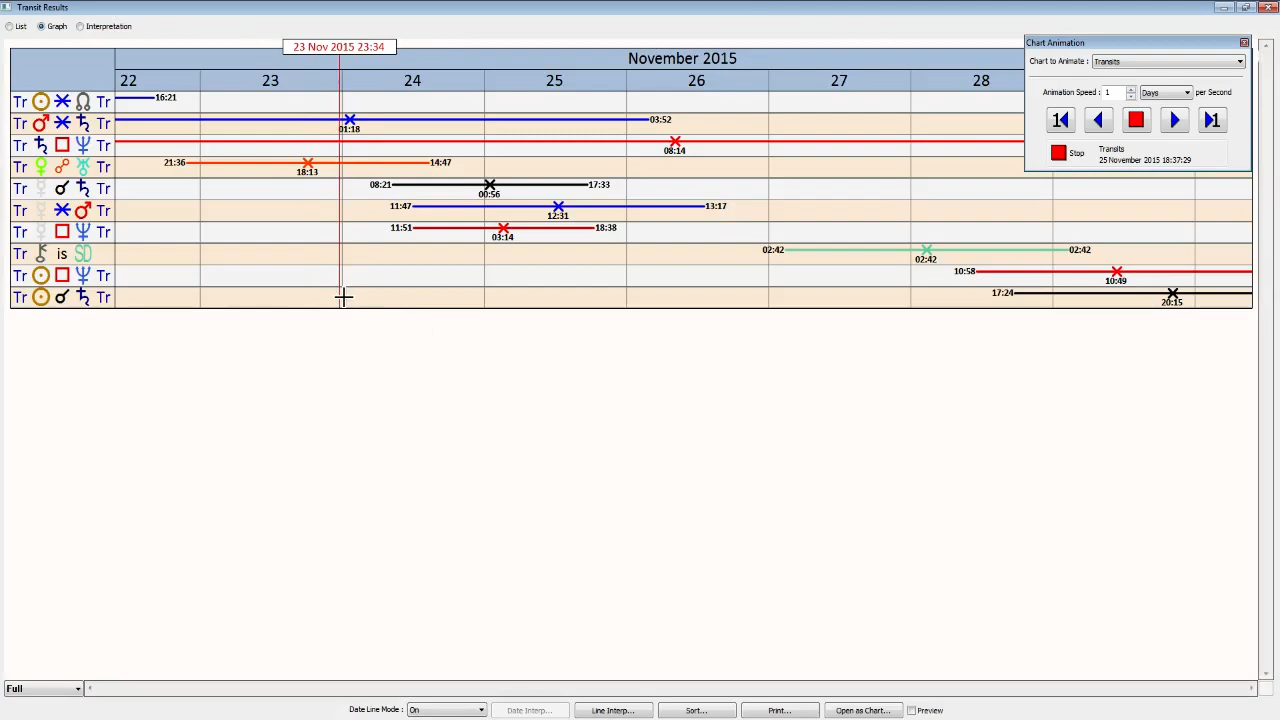 Transit Results
List Graph Interpretation
23 Nov 2015 23:34
November 2015
22 23 24 25 26 27 28
Tr Tr 16:21
Tr Tr 01:18 03:52
Tr Tr 08:14
Tr Tr 21:36 18:13 14:47
Tr Tr 08:21 00:56 17:33
Tr Tr 11:47 12:31 13:17
Tr Tr 11:51 03:14 18:38
Tr is SD 02:42 02:42 02:42
Tr Tr 10:58 10:49
Tr Tr 17:24 20:15
Chart Animation
Chart to Animate : Transits
Animation Speed : 1 Days per Second
1 1
Stop
Transits
25 November 2015 18:37:29
Full
Date Line Mode : On Date Interp... Line Interp... Sort... Print... Open as Chart... Preview